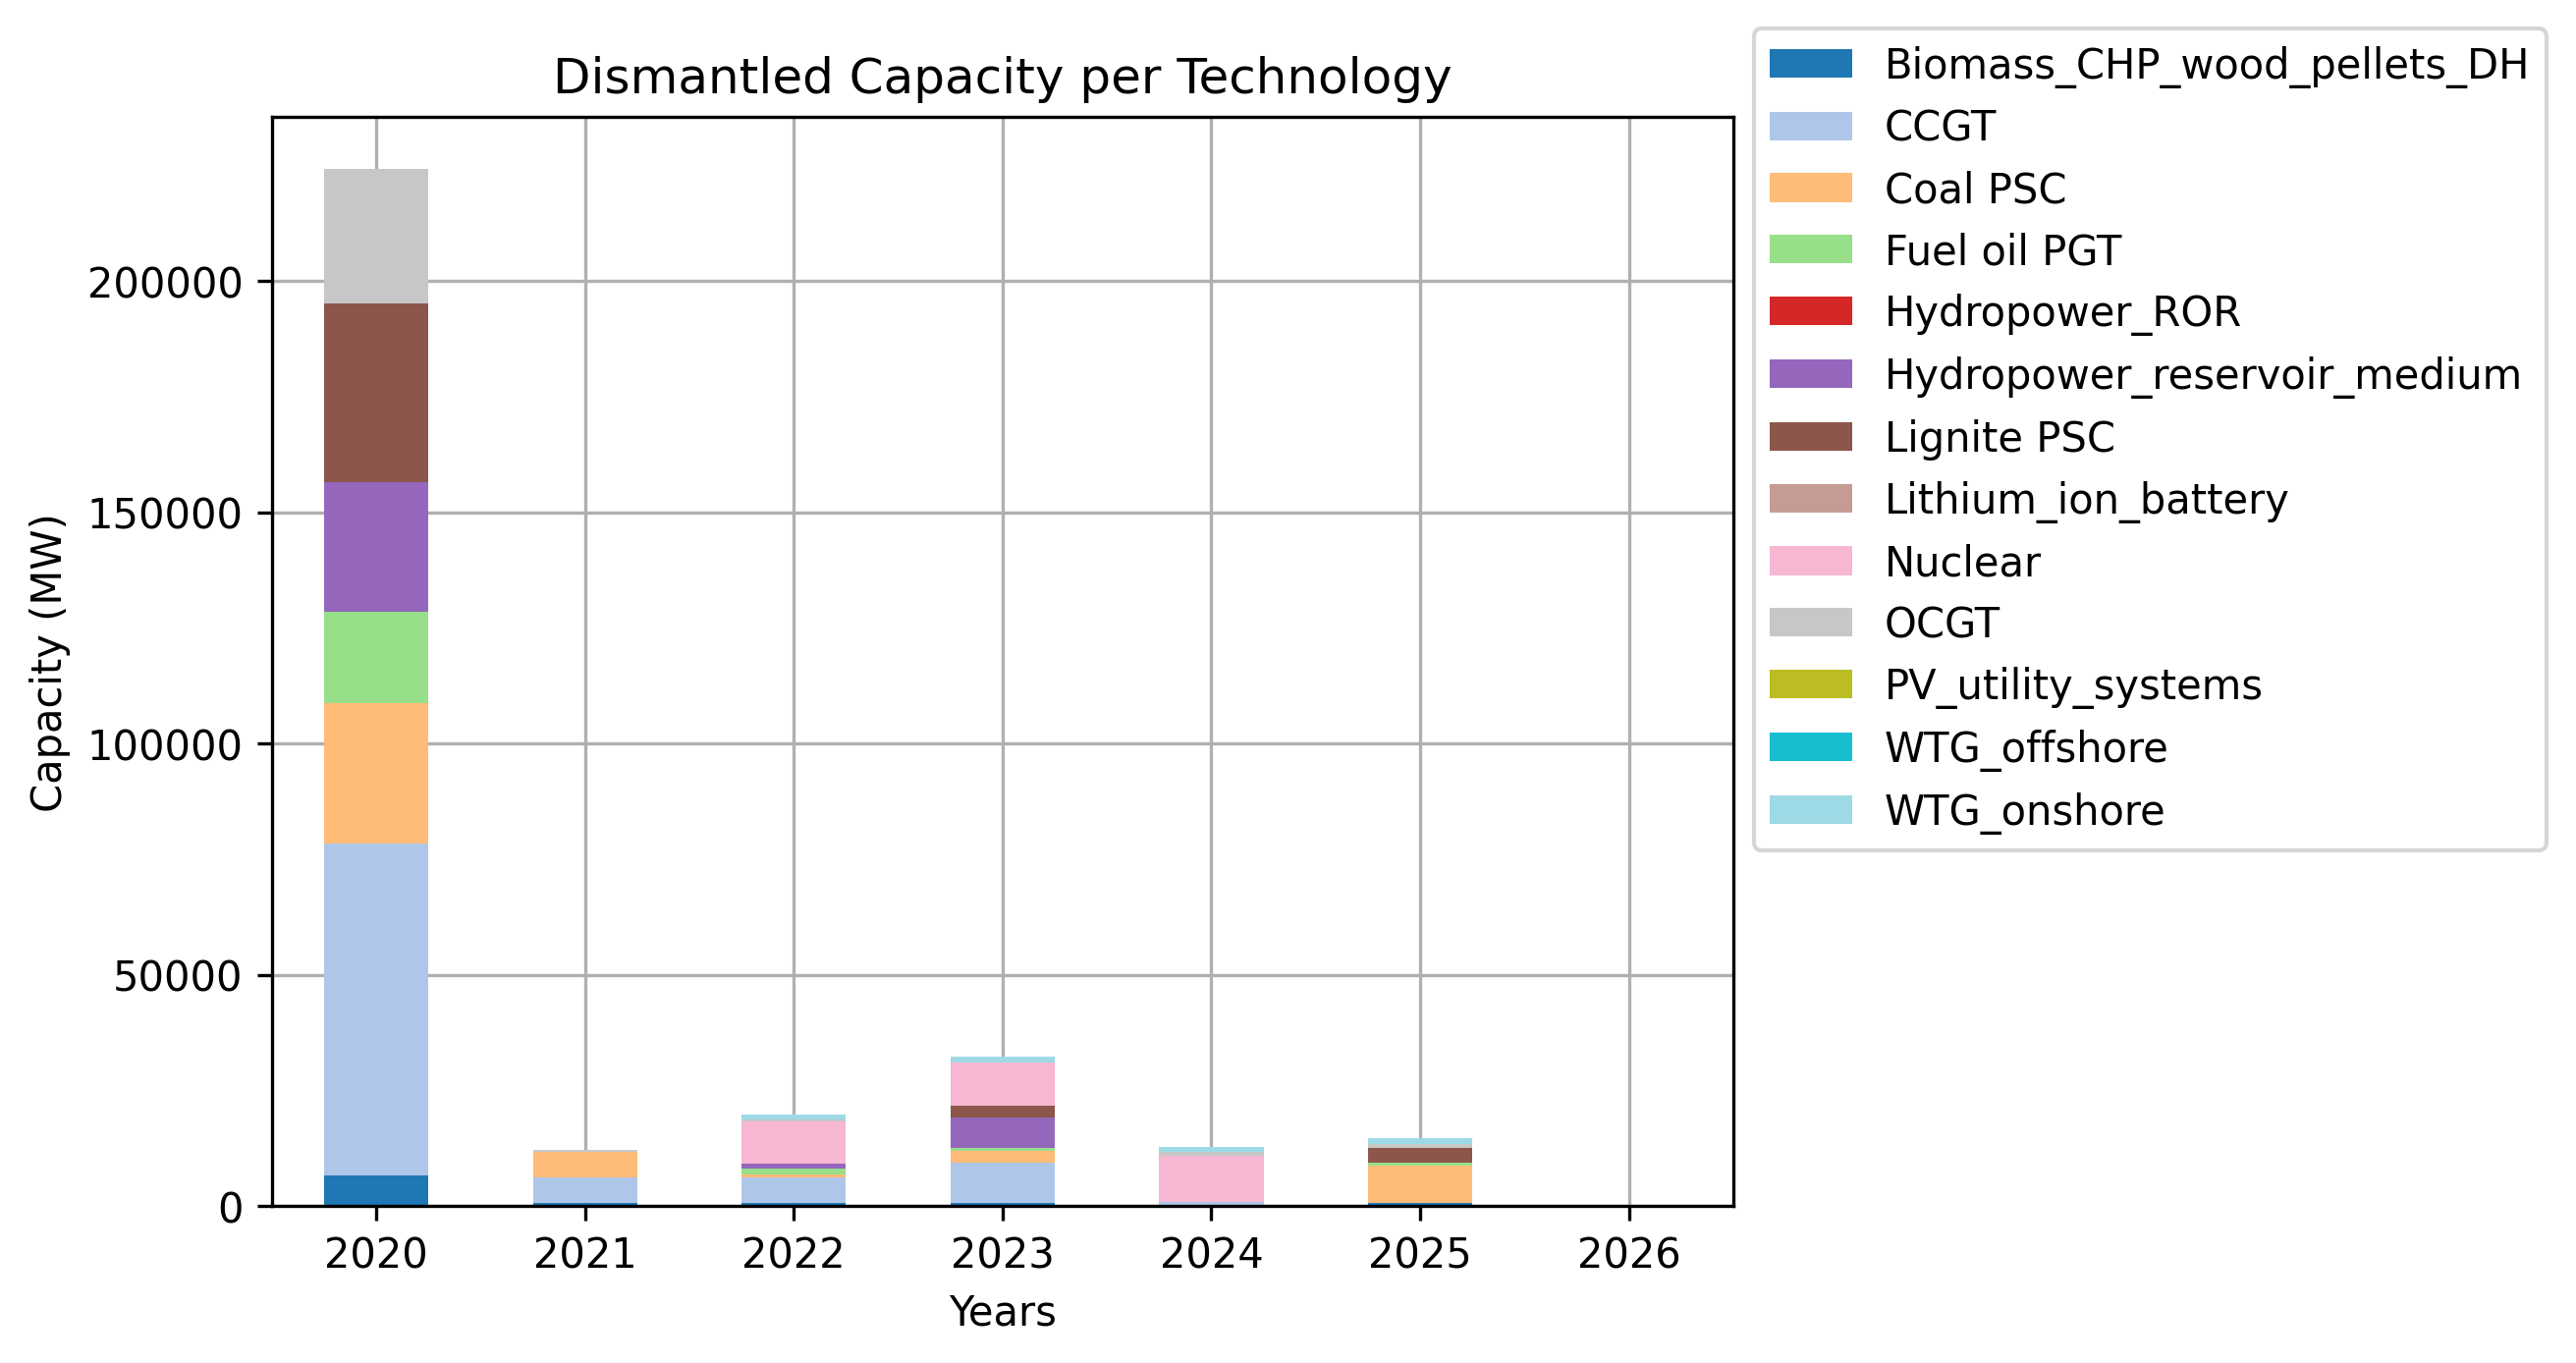 Dismantled Capacity per Technology
Capacity (MW)
200000
150000
100000
50000
0
2020 2021 2022 2023 2024 2025 2026
Years
Biomass_CHP_wood_pellets_DH
CCGT
Coal PSC
Fuel oil PGT
Hydropower_ROR
Hydropower_reservoir_medium
Lignite PSC
Lithium_ion_battery
Nuclear
OCGT
PV_utility_systems
WTG_offshore
WTG_onshore